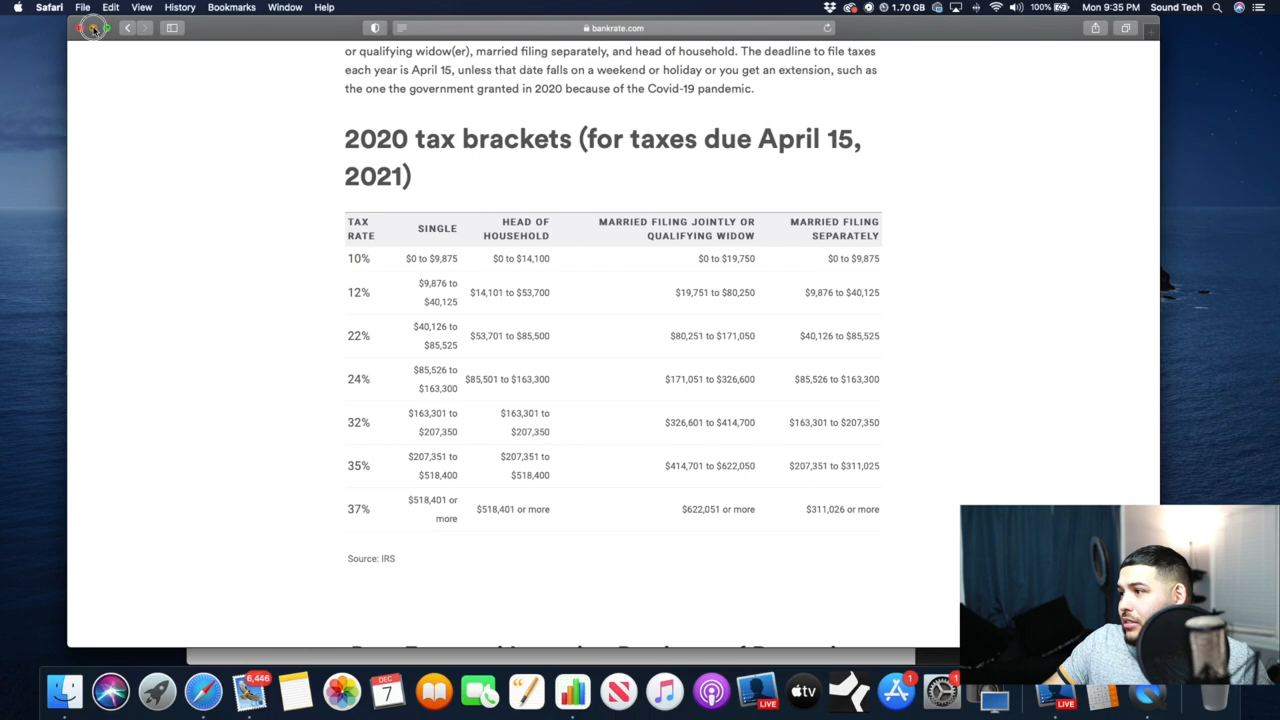 Safari File Edit View History Bookmarks Window Help
1.70 GB 100% Mon 9:35 PM Sound Tech
bankrate.com
or qualifying widow(er), married filing separately, and head of household. The deadline to file taxes
each year is April 15, unless that date falls on a weekend or holiday or you get an extension, such as
the one the government granted in 2020 because of the Covid-19 pandemic.
2020 tax brackets (for taxes due April 15,
2021)
TAX RATE SINGLE HEAD OF HOUSEHOLD MARRIED FILING JOINTLY OR QUALIFYING WIDOW MARRIED FILING SEPARATELY
10% $0 to $9,875 $0 to $14,100 $0 to $19,750 $0 to $9,875
12% $9,876 to $40,125 $14,101 to $53,700 $19,751 to $80,250 $9,876 to $40,125
22% $40,126 to $85,525 $53,701 to $85,500 $80,251 to $171,050 $40,126 to $85,525
24% $85,526 to $163,300 $85,501 to $163,300 $171,051 to $326,600 $85,526 to $163,300
32% $163,301 to $207,350 $163,301 to $207,350 $326,601 to $414,700 $163,301 to $207,350
35% $207,351 to $518,400 $207,351 to $518,400 $414,701 to $622,050 $207,351 to $311,025
37% $518,401 or more $518,401 or more $622,051 or more $311,026 or more
Source: IRS
6,446
DEC
7
LIVE
tv
1
1
LIVE